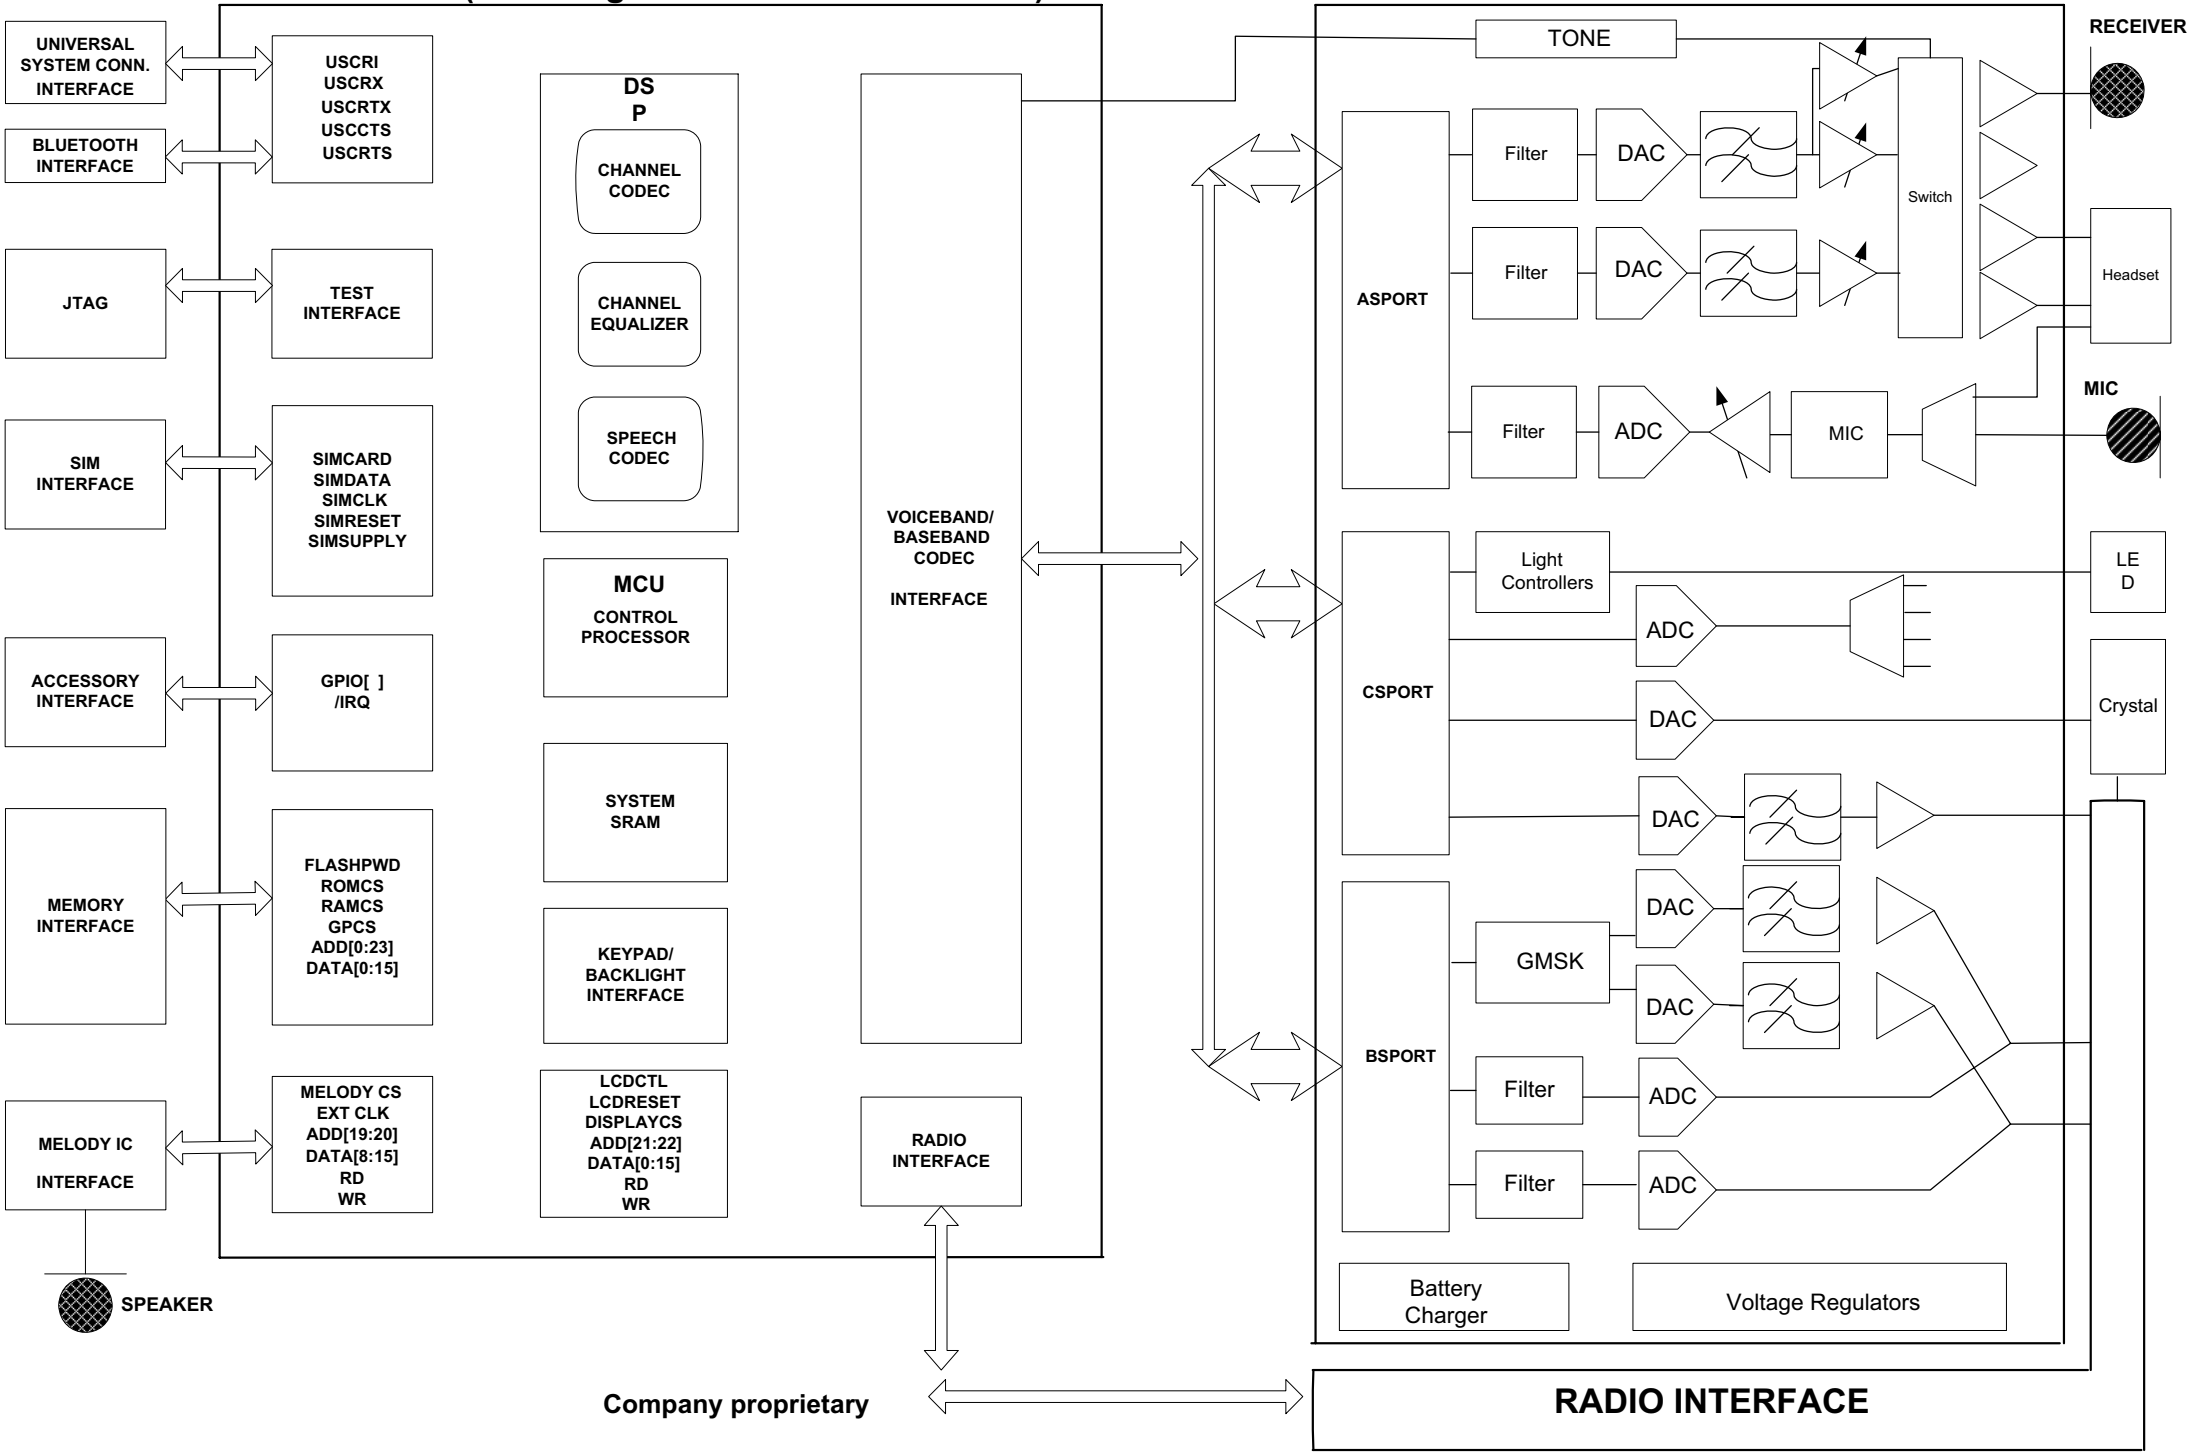 UNIVERSAL
SYSTEM CONN.
INTERFACE
BLUETOOTH
INTERFACE
JTAG
SIM
INTERFACE
ACCESSORY
INTERFACE
MEMORY
INTERFACE
MELODY IC
INTERFACE
SPEAKER
USCRI
USCRX
USCRTX
USCCTS
USCRTS
TEST
INTERFACE
SIMCARD
SIMDATA
SIMCLK
SIMRESET
SIMSUPPLY
GPIO[ ]
/IRQ
FLASHPWD
ROMCS
RAMCS
GPCS
ADD[0:23]
DATA[0:15]
MELODY CS
EXT CLK
ADD[19:20]
DATA[8:15]
RD
WR
DS
P
CHANNEL
CODEC
CHANNEL
EQUALIZER
SPEECH
CODEC
MCU
CONTROL
PROCESSOR
SYSTEM
SRAM
KEYPAD/
BACKLIGHT
INTERFACE
LCDCTL
LCDRESET
DISPLAYCS
ADD[21:22]
DATA[0:15]
RD
WR
VOICEBAND/
BASEBAND
CODEC
INTERFACE
RADIO
INTERFACE
TONE
ASPORT
Filter
DAC
Filter
DAC
Switch
Filter
ADC
MIC
RECEIVER
Headset
MIC
CSPORT
Light
Controllers
LE
D
ADC
DAC
Crystal
DAC
BSPORT
GMSK
DAC
DAC
Filter
ADC
Filter
ADC
Battery
Charger
Voltage Regulators
Company proprietary
RADIO INTERFACE